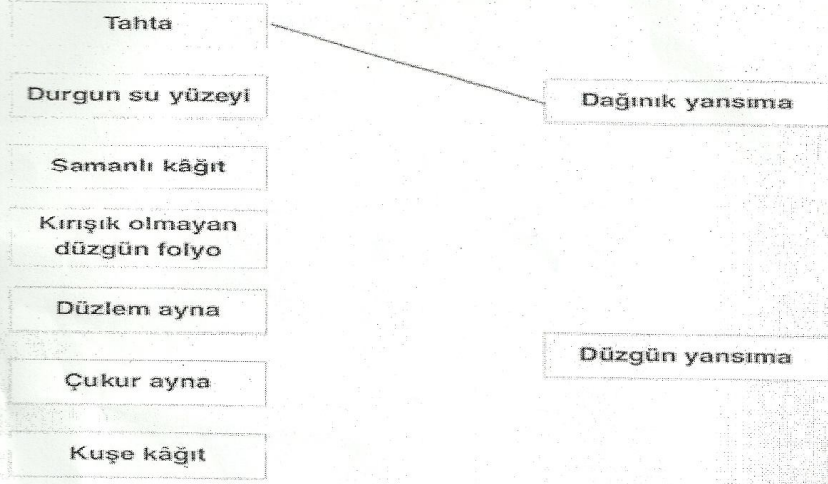 Tahta
Durgun su yüzeyi
Samanlı kâğıt
Kırışık olmayan
düzgün folyo
Düzlem ayna
Çukur ayna
Kuşe kâğıt
Dağınık yansıma
Düzgün yansıma